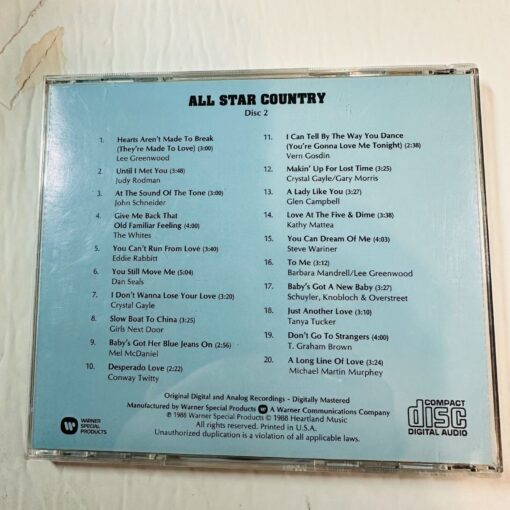 ALL STAR COUNTRY
Disc 2
1. Hearts Aren't Made To Break
(They're Made To Love) (3:00)
Lee Greenwood
2. Until I Met You (3:48)
Judy Rodman
3. At The Sound Of The Tone (3:00)
John Schneider
4. Give Me Back That
Old Familiar Feeling (4:00)
The Whites
5. You Can't Run From Love (3:40)
Eddie Rabbitt
6. You Still Move Me (5:04)
Dan Seals
7. I Don't Wanna Lose Your Love (3:20)
Crystal Gayle
8. Slow Boat To China (3:25)
Girls Next Door
9. Baby's Got Her Blue Jeans On (2:56)
Mel McDaniel
10. Desperado Love (2:22)
Conway Twitty
11. I Can Tell By The Way You Dance
(You're Gonna Love Me Tonight) (2:38)
Vern Gosdin
12. Makin' Up For Lost Time (3:25)
Crystal Gayle/Gary Morris
13. A Lady Like You (3:27)
Glen Campbell
14. Love At The Five & Dime (3:38)
Kathy Mattea
15. You Can Dream Of Me (4:03)
Steve Wariner
16. To Me (3:12)
Barbara Mandrell/Lee Greenwood
17. Baby's Got A New Baby (3:27)
Schuyler, Knobloch & Overstreet
18. Just Another Love (3:10)
Tanya Tucker
19. Don't Go To Strangers (4:00)
T. Graham Brown
20. A Long Line Of Love (3:24)
Michael Martin Murphey
WARNER
SPECIAL
PRODUCTS
Original Digital and Analog Recordings - Digitally Mastered
Manufactured by Warner Special Products A Warner Communications Company
℗ 1988 Warner Special Products © 1988 Heartland Music
All rights reserved. Printed in U.S.A.
Unauthorized duplication is a violation of all applicable laws.
COMPACT
disc
DIGITAL AUDIO